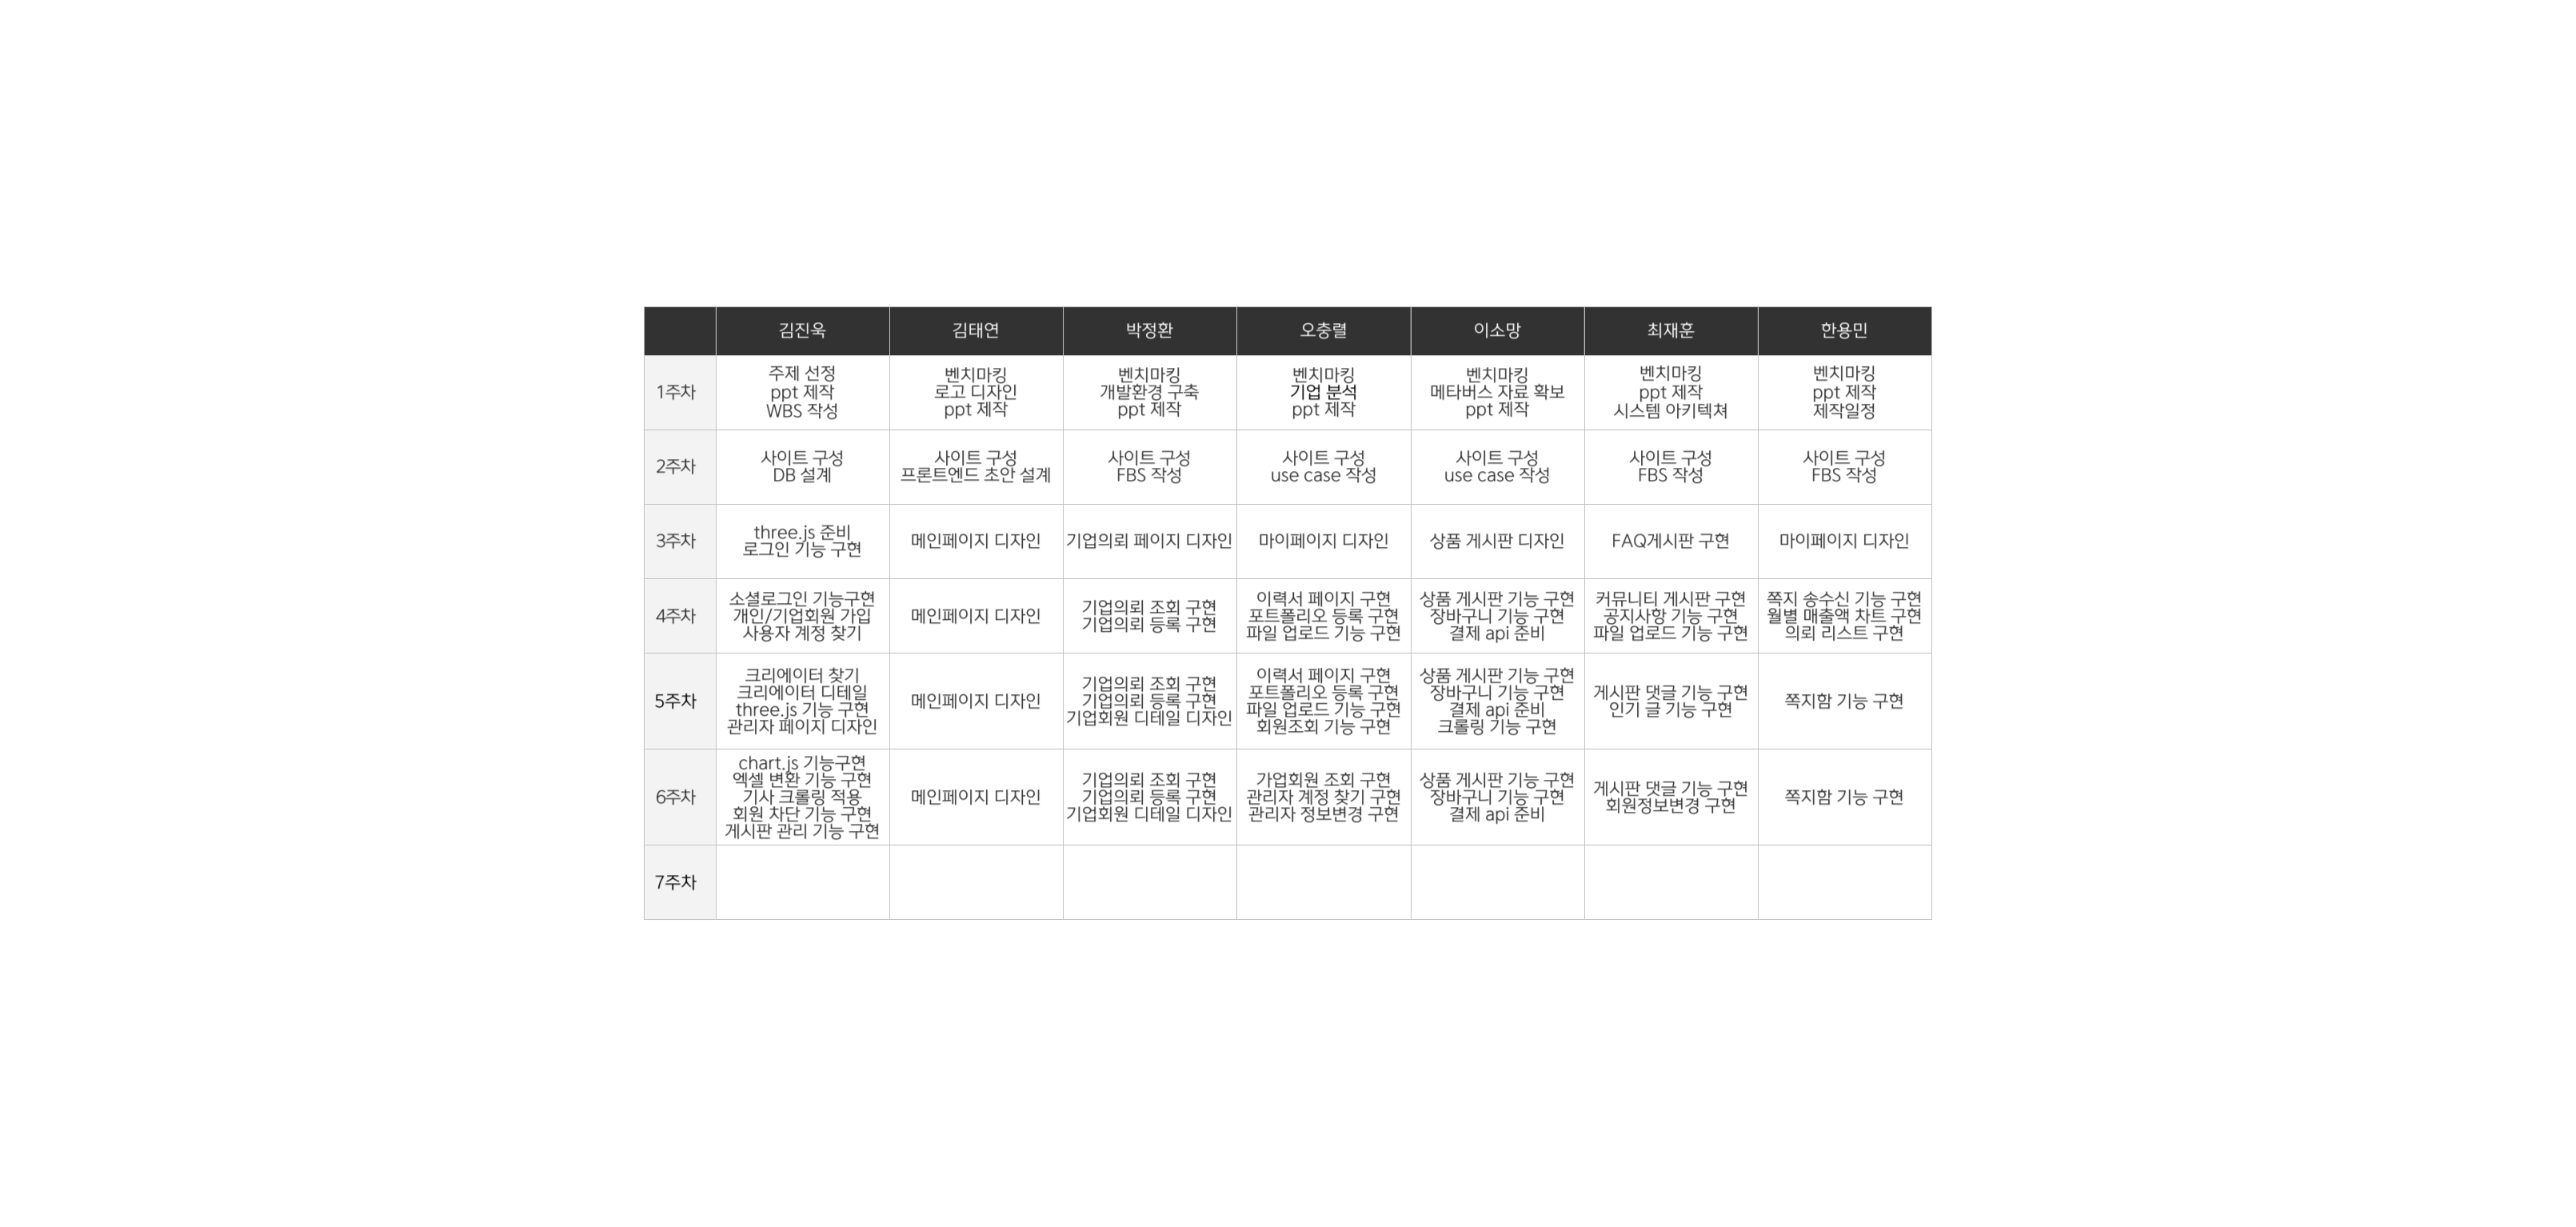 김진욱 김태연 박정환 오충렬 이소망 최재훈 한용민
1주차
주제 선정
ppt 제작
WBS 작성
벤치마킹
로고 디자인
ppt 제작
벤치마킹
개발환경 구축
ppt 제작
벤치마킹
기업 분석
ppt 제작
벤치마킹
메타버스 자료 확보
ppt 제작
벤치마킹
ppt 제작
시스템 아키텍쳐
벤치마킹
ppt 제작
제작일정
2주차
사이트 구성
DB 설계
사이트 구성
프론트엔드 초안 설계
사이트 구성
FBS 작성
사이트 구성
use case 작성
사이트 구성
use case 작성
사이트 구성
FBS 작성
사이트 구성
FBS 작성
3주차
three.js 준비
로그인 기능 구현
메인페이지 디자인
기업의뢰 페이지 디자인
마이페이지 디자인
상품 게시판 디자인
FAQ게시판 구현
마이페이지 디자인
4주차
소셜로그인 기능구현
개인/기업회원 가입
사용자 계정 찾기
메인페이지 디자인
기업의뢰 조회 구현
기업의뢰 등록 구현
이력서 페이지 구현
포트폴리오 등록 구현
파일 업로드 기능 구현
상품 게시판 기능 구현
장바구니 기능 구현
결제 api 준비
커뮤니티 게시판 구현
공지사항 기능 구현
파일 업로드 기능 구현
쪽지 송수신 기능 구현
월별 매출액 차트 구현
의뢰 리스트 구현
5주차
크리에이터 찾기
크리에이터 디테일
three.js 기능 구현
관리자 페이지 디자인
메인페이지 디자인
기업의뢰 조회 구현
기업의뢰 등록 구현
기업회원 디테일 디자인
이력서 페이지 구현
포트폴리오 등록 구현
파일 업로드 기능 구현
회원조회 기능 구현
상품 게시판 기능 구현
장바구니 기능 구현
결제 api 준비
크롤링 기능 구현
게시판 댓글 기능 구현
인기 글 기능 구현
쪽지함 기능 구현
6주차
chart.js 기능구현
엑셀 변환 기능 구현
기사 크롤링 적용
회원 차단 기능 구현
게시판 관리 기능 구현
메인페이지 디자인
기업의뢰 조회 구현
기업의뢰 등록 구현
기업회원 디테일 디자인
가업회원 조회 구현
관리자 계정 찾기 구현
관리자 정보변경 구현
상품 게시판 기능 구현
장바구니 기능 구현
결제 api 준비
게시판 댓글 기능 구현
회원정보변경 구현
쪽지함 기능 구현
7주차